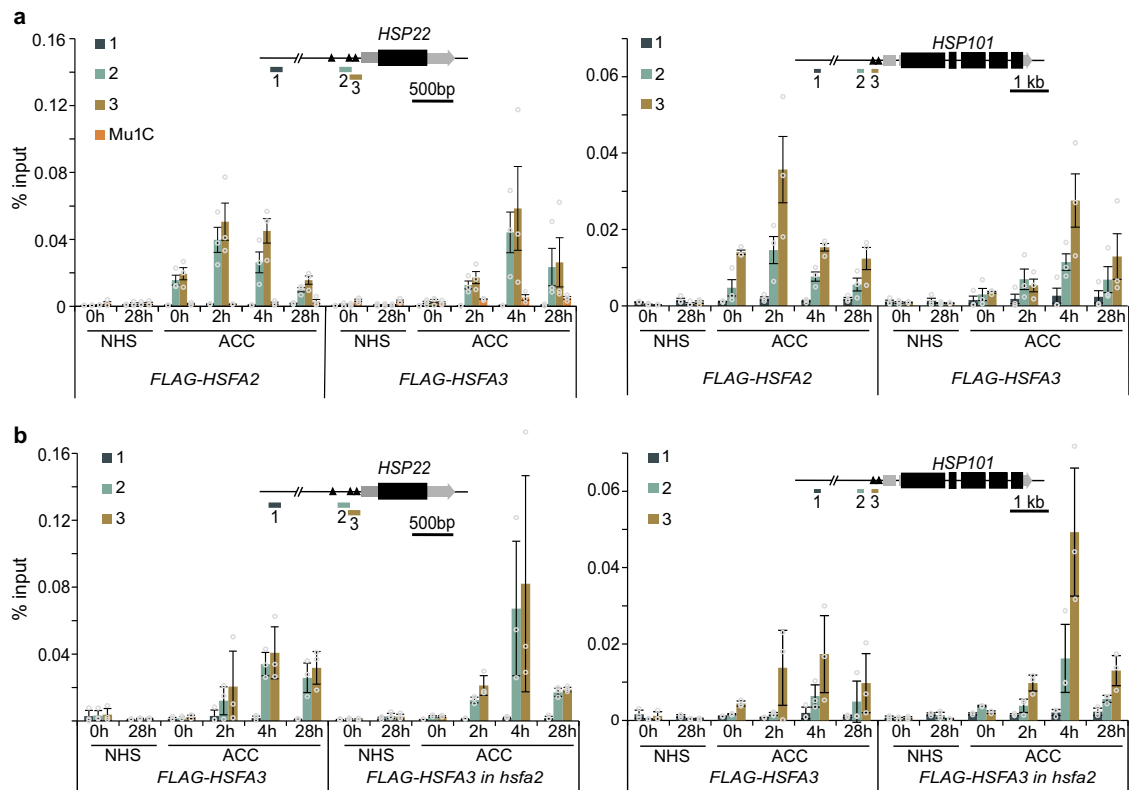 a
0.16
0.12
0.08
0.04
0
% input
1
2
3
Mu1C
HSP22
1
2
3
500bp
0h 28h 0h 2h 4h 28h 0h 28h 0h 2h 4h 28h
NHS ACC NHS ACC
FLAG-HSFA2 FLAG-HSFA3
0.06
0.04
0.02
0
% input
1
2
3
HSP101
1 2 3
1 kb
0h 28h 0h 2h 4h 28h 0h 28h 0h 2h 4h 28h
NHS ACC NHS ACC
FLAG-HSFA2 FLAG-HSFA3
b
0.16
0.12
0.08
0.04
0
% input
1
2
3
HSP22
1
2
3
500bp
0h 28h 0h 2h 4h 28h 0h 28h 0h 2h 4h 28h
NHS ACC NHS ACC
FLAG-HSFA3 FLAG-HSFA3 in hsfa2
0.06
0.04
0.02
0
% input
1
2
3
HSP101
1 2 3
1 kb
0h 28h 0h 2h 4h 28h 0h 28h 0h 2h 4h 28h
NHS ACC NHS ACC
FLAG-HSFA3 FLAG-HSFA3 in hsfa2